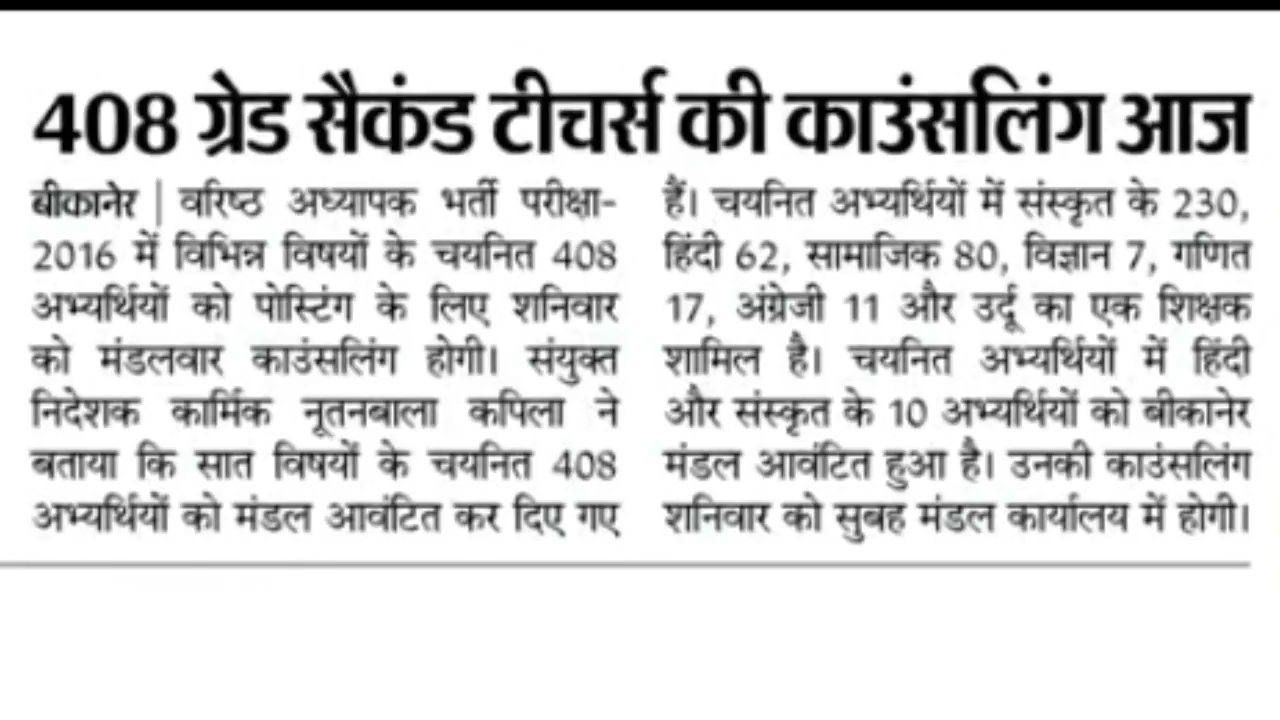 408 ग्रेड सैकंड टीचर्स की काउंसलिंग आज
बीकानेर | वरिष्ठ अध्यापक भर्ती परीक्षा-
2016 में विभिन्न विषयों के चयनित 408
अभ्यर्थियों को पोस्टिंग के लिए शनिवार
को मंडलवार काउंसलिंग होगी। संयुक्त
निदेशक कार्मिक नूतनबाला कपिला ने
बताया कि सात विषयों के चयनित 408
अभ्यर्थियों को मंडल आवंटित कर दिए गए
हैं। चयनित अभ्यर्थियों में संस्कृत के 230,
हिंदी 62, सामाजिक 80, विज्ञान 7, गणित
17, अंग्रेजी 11 और उर्दू का एक शिक्षक
शामिल है। चयनित अभ्यर्थियों में हिंदी
और संस्कृत के 10 अभ्यर्थियों को बीकानेर
मंडल आवंटित हुआ है। उनकी काउंसलिंग
शनिवार को सुबह मंडल कार्यालय में होगी।